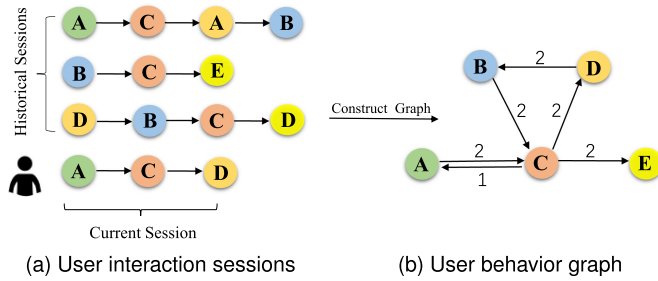 Historical Sessions
A C A B
B C E
D B C D
A C D
Current Session
(a) User interaction sessions
Construct Graph
B 2 D
2 2
A 2 C 2 E
1
(b) User behavior graph